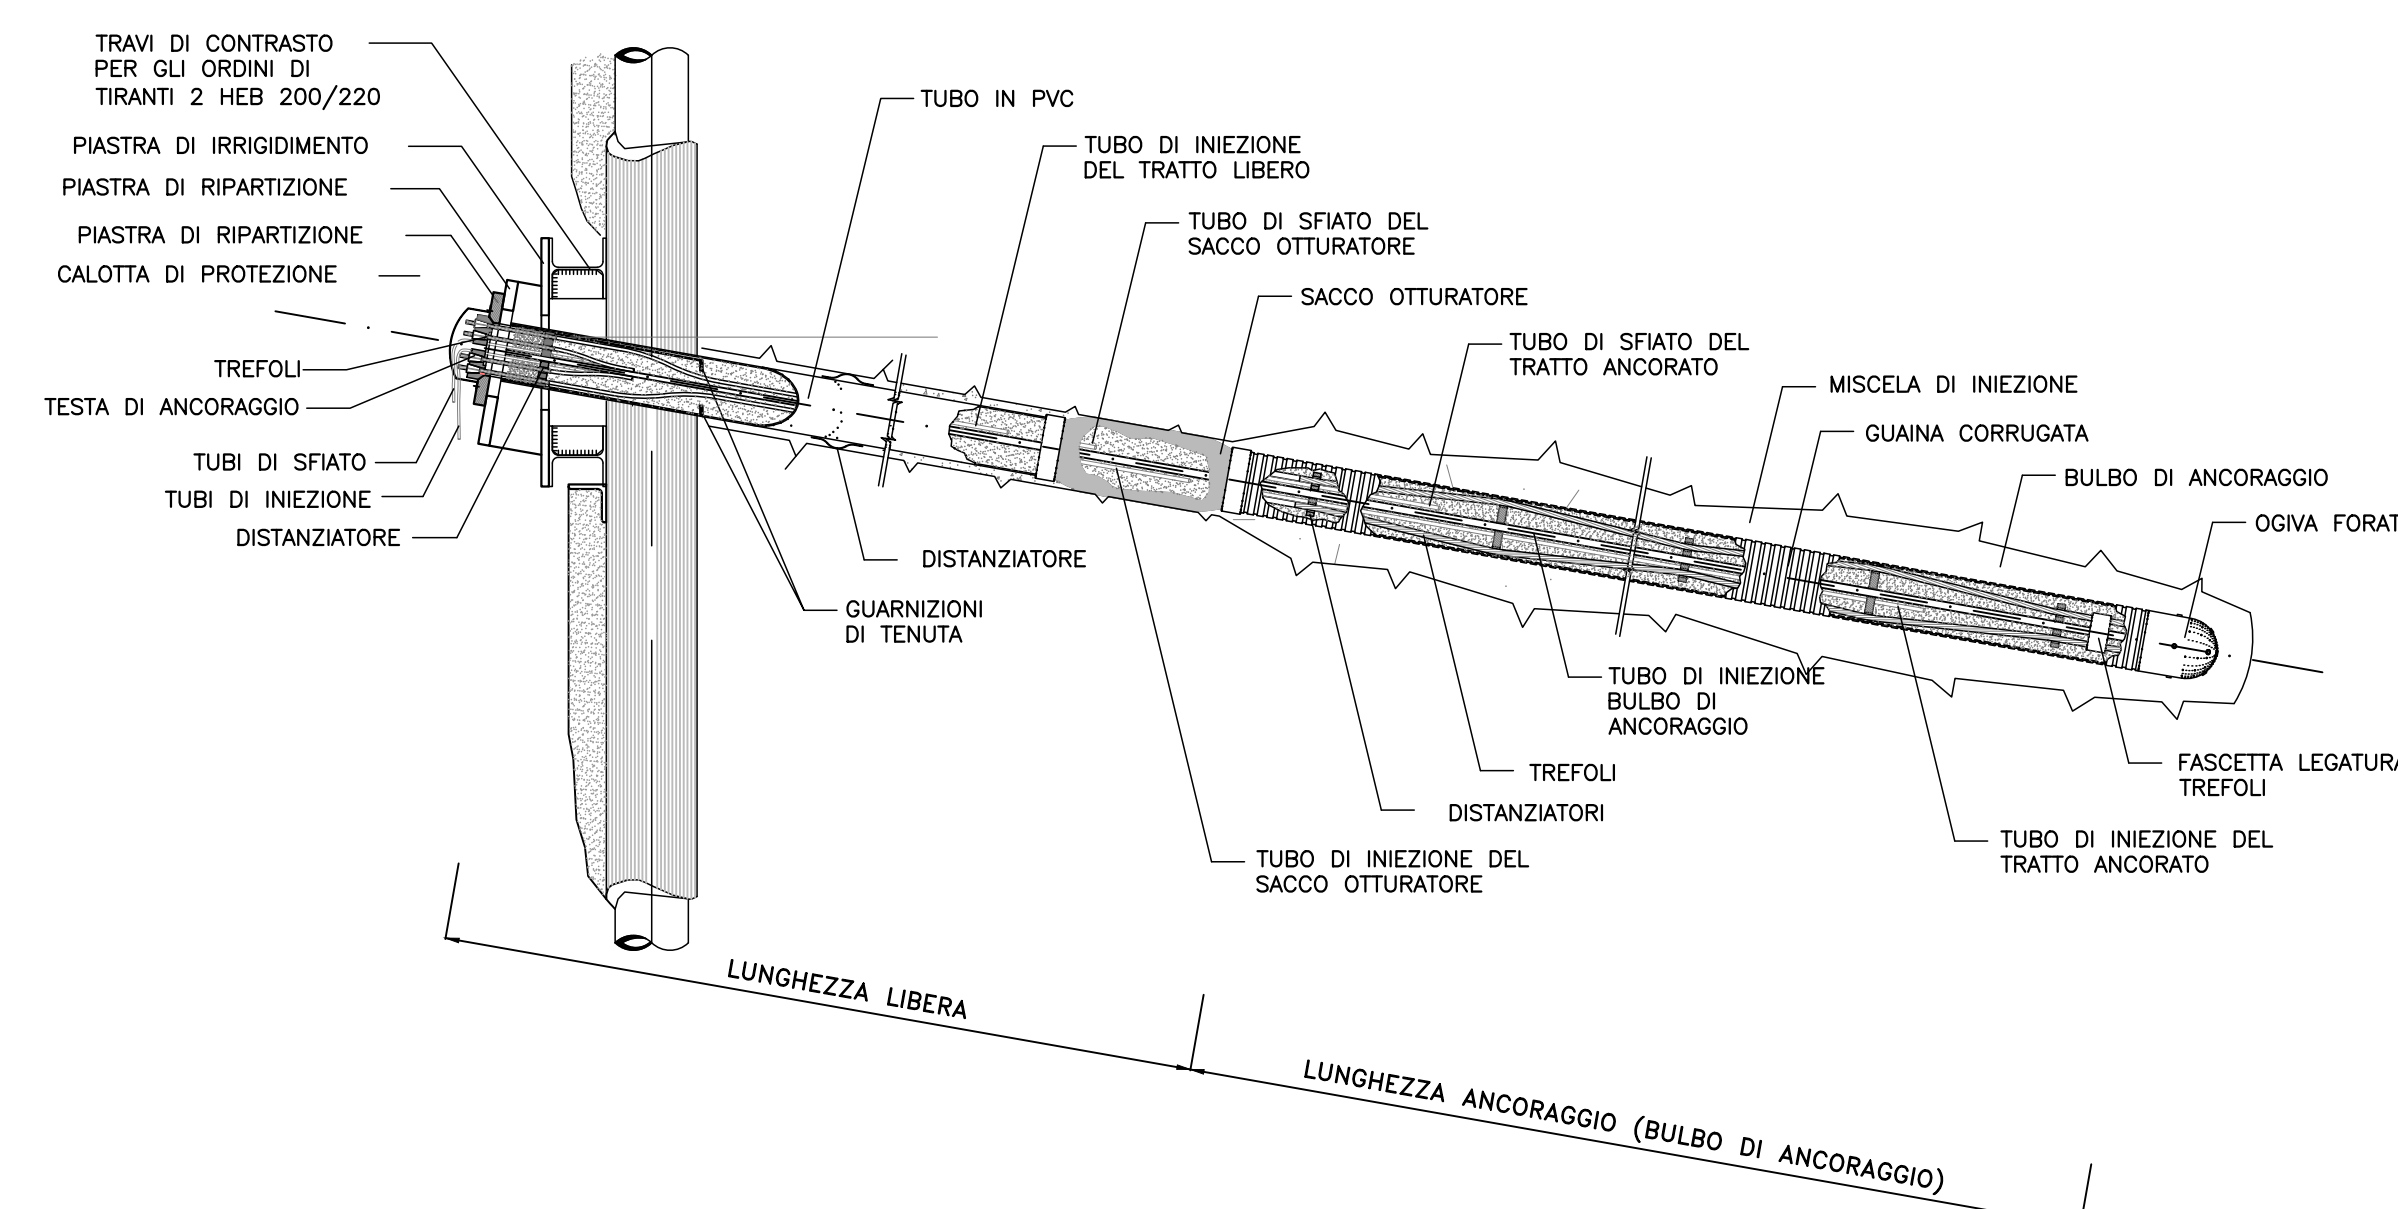 TRAVI DI CONTRASTO
PER GLI ORDINI DI
TIRANTI 2 HEB 200/220
PIASTRA DI IRRIGIDIMENTO
PIASTRA DI RIPARTIZIONE
PIASTRA DI RIPARTIZIONE
CALOTTA DI PROTEZIONE
TREFOLI
TESTA DI ANCORAGGIO
TUBI DI SFIATO
TUBI DI INIEZIONE
DISTANZIATORE
TUBO IN PVC
TUBO DI INIEZIONE
DEL TRATTO LIBERO
TUBO DI SFIATO DEL
SACCO OTTURATORE
SACCO OTTURATORE
TUBO DI SFIATO DEL
TRATTO ANCORATO
MISCELA DI INIEZIONE
GUAINA CORRUGATA
BULBO DI ANCORAGGIO
OGIVA FORAT
DISTANZIATORE
GUARNIZIONI
DI TENUTA
TUBO DI INIEZIONE
BULBO DI
ANCORAGGIO
TREFOLI
DISTANZIATORI
TUBO DI INIEZIONE DEL
SACCO OTTURATORE
FASCETTA LEGATURA
TREFOLI
TUBO DI INIEZIONE DEL
TRATTO ANCORATO
LUNGHEZZA LIBERA
LUNGHEZZA ANCORAGGIO (BULBO DI ANCORAGGIO)